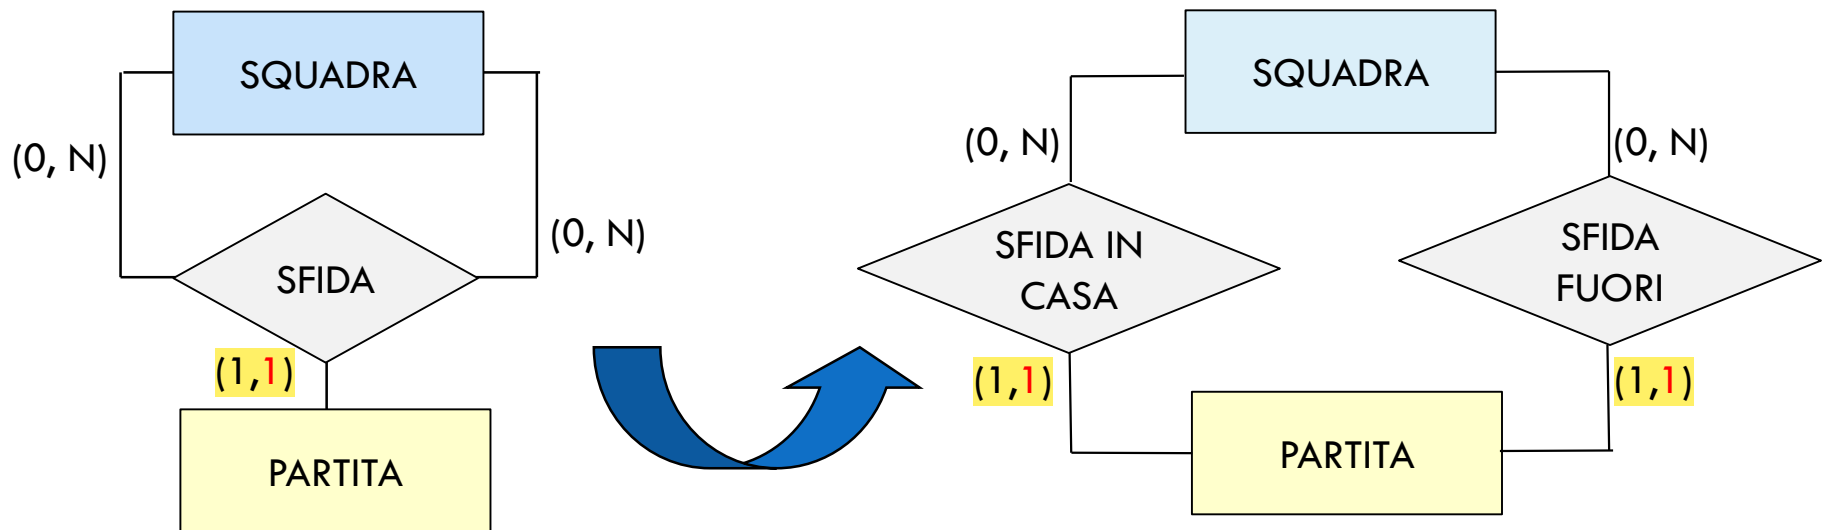 SQUADRA
(0, N)
(0, N)
SFIDA
(1,1)
PARTITA
SQUADRA
(0, N)
(0, N)
SFIDA IN
CASA
SFIDA
FUORI
(1,1)
(1,1)
PARTITA